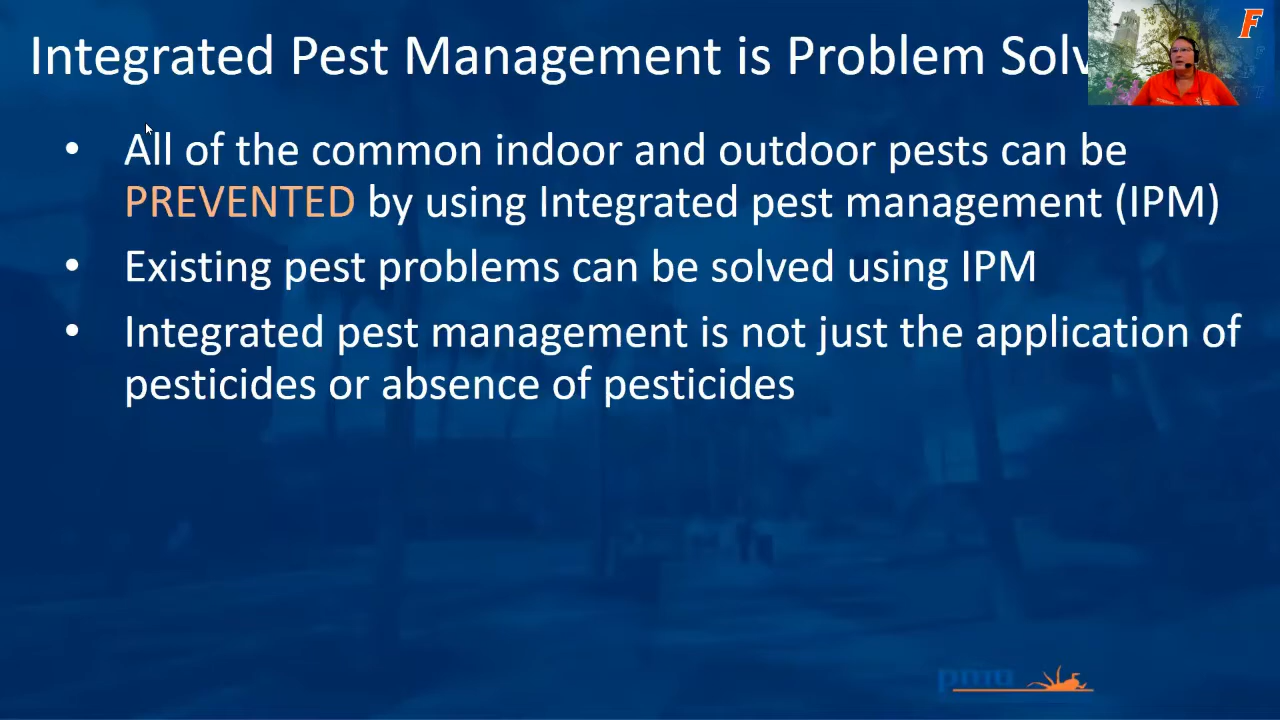 Integrated Pest Management is Problem Solv
F
• All of the common indoor and outdoor pests can be
PREVENTED by using Integrated pest management (IPM)
• Existing pest problems can be solved using IPM
• Integrated pest management is not just the application of
pesticides or absence of pesticides